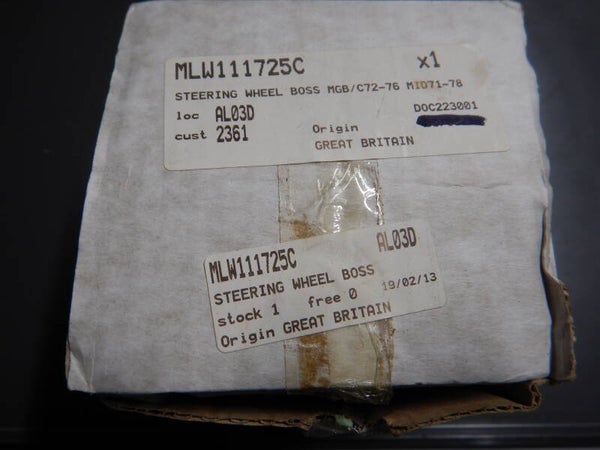 MLW111725C x1
STEERING WHEEL BOSS MGB/C72-76 MID71-78
loc AL03D DOC223001
cust 2361 Origin
GREAT BRITAIN
MLW111725C AL03D
STEERING WHEEL BOSS
stock 1 free 0 19/02/13
Origin GREAT BRITAIN